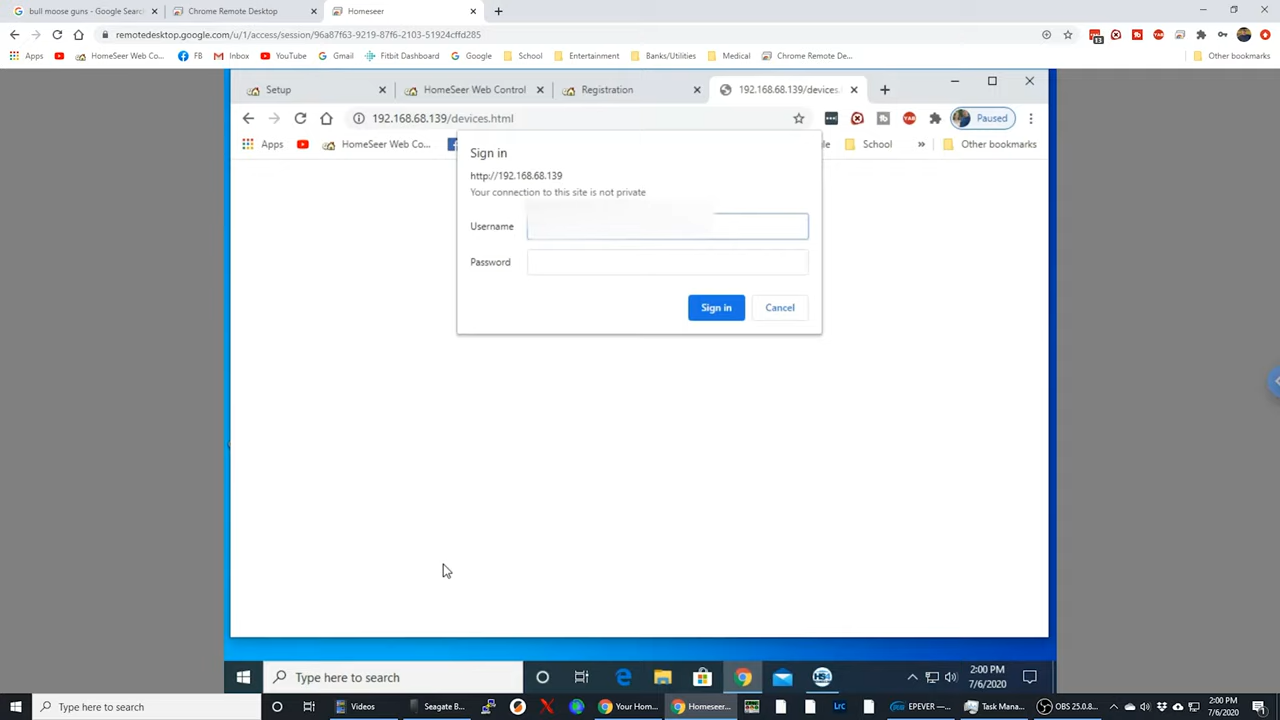 bull moose guns - Google Searc
Chrome Remote Desktop
Homeseer
remotedesktop.google.com/u/1/access/session/96a87f63-9219-87f6-2103-51924cffd285
Apps
HomeSeer Web Co...
FB
Inbox
YouTube
Gmail
Fitbit Dashboard
Google
School
Entertainment
Banks/Utilities
Medical
Chrome Remote De...
Other bookmarks
Setup
HomeSeer Web Control
Registration
192.168.68.139/devices.
192.168.68.139/devices.html
Paused
Apps
HomeSeer Web Co...
le
School
»
Other bookmarks
Sign in
http://192.168.68.139
Your connection to this site is not private
Username
Password
Sign in
Cancel
Type here to search
HS4
2:00 PM
7/6/2020
Type here to search
Videos
Seagate B...
Your Hom...
Homeseer...
Lrc
EPEVER —...
Task Mana...
OBS 25.0.8...
2:00 PM
7/6/2020